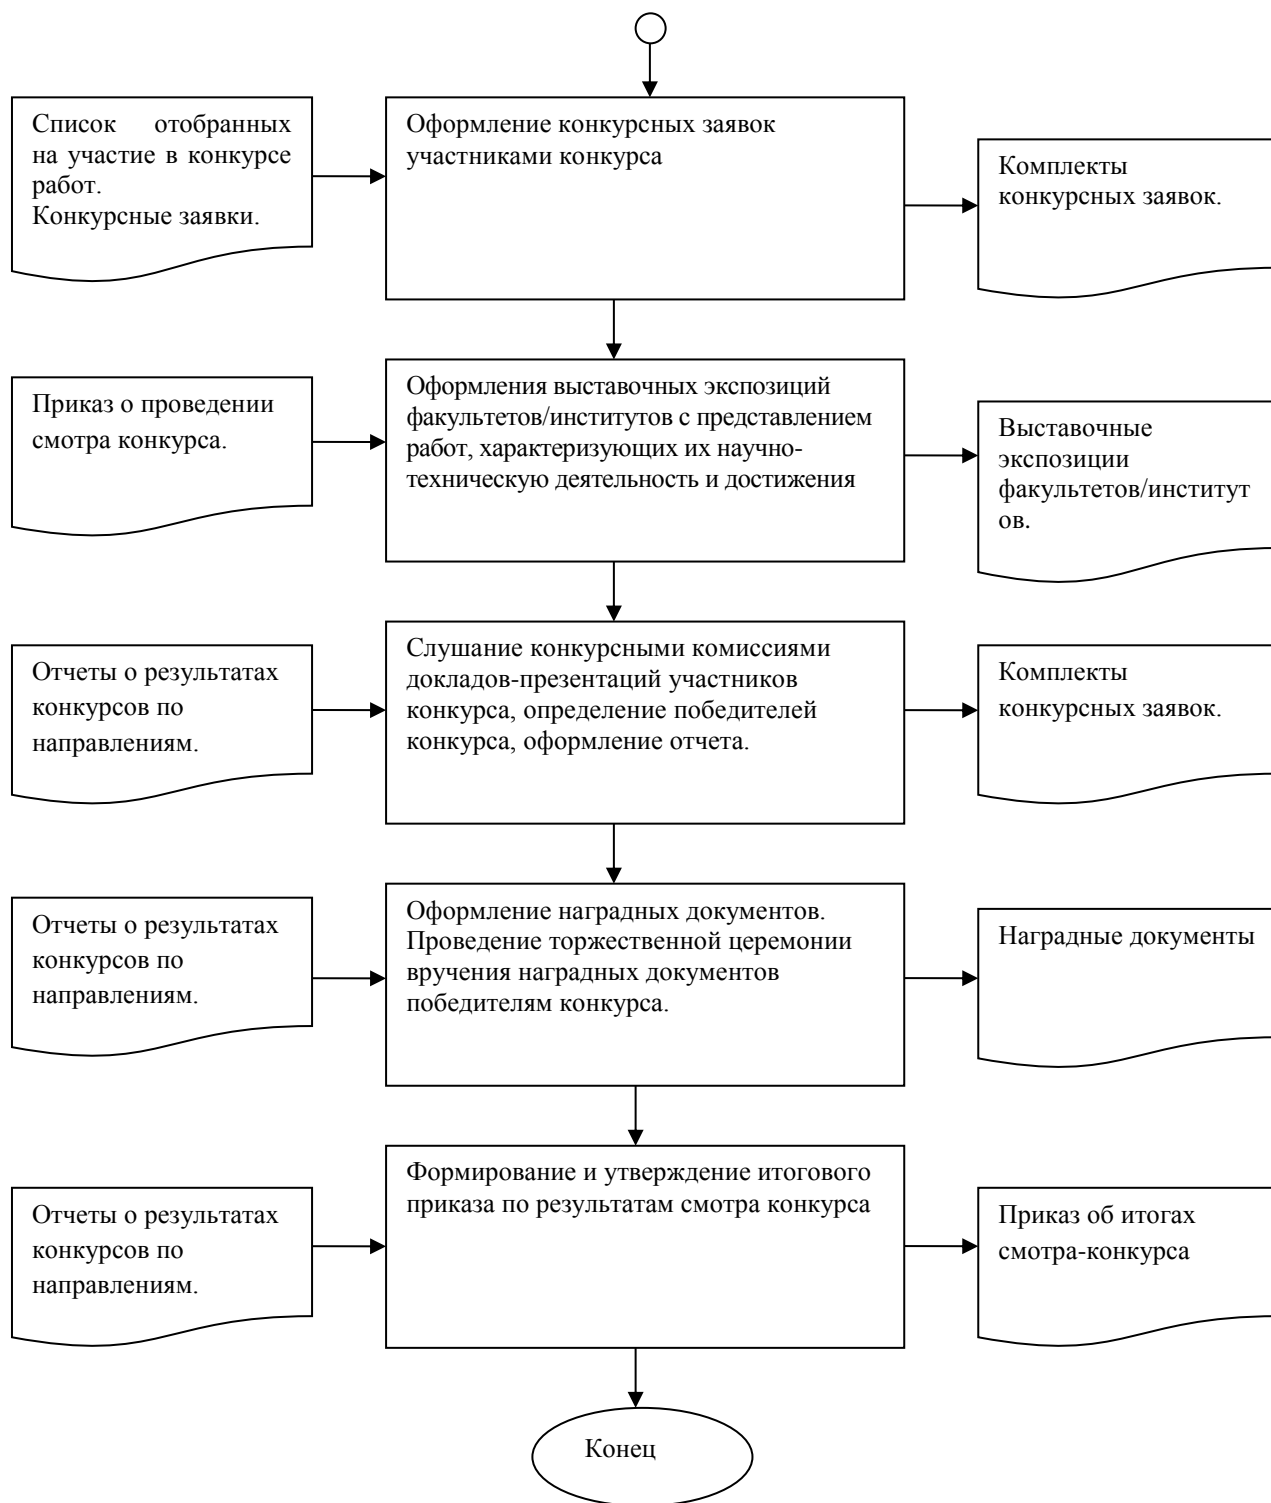 Список отобранных
на участие в конкурсе
работ.
Конкурсные заявки.
Оформление конкурсных заявок
участниками конкурса
Комплекты
конкурсных заявок.
Приказ о проведении
смотра конкурса.
Оформления выставочных экспозиций
факультетов/институтов с представлением
работ, характеризующих их научно-
техническую деятельность и достижения
Выставочные
экспозиции
факультетов/институт
ов.
Отчеты о результатах
конкурсов по
направлениям.
Слушание конкурсными комиссиями
докладов-презентаций участников
конкурса, определение победителей
конкурса, оформление отчета.
Комплекты
конкурсных заявок.
Отчеты о результатах
конкурсов по
направлениям.
Оформление наградных документов.
Проведение торжественной церемонии
вручения наградных документов
победителям конкурса.
Наградные документы
Отчеты о результатах
конкурсов по
направлениям.
Формирование и утверждение итогового
приказа по результатам смотра конкурса
Приказ об итогах
смотра-конкурса
Конец